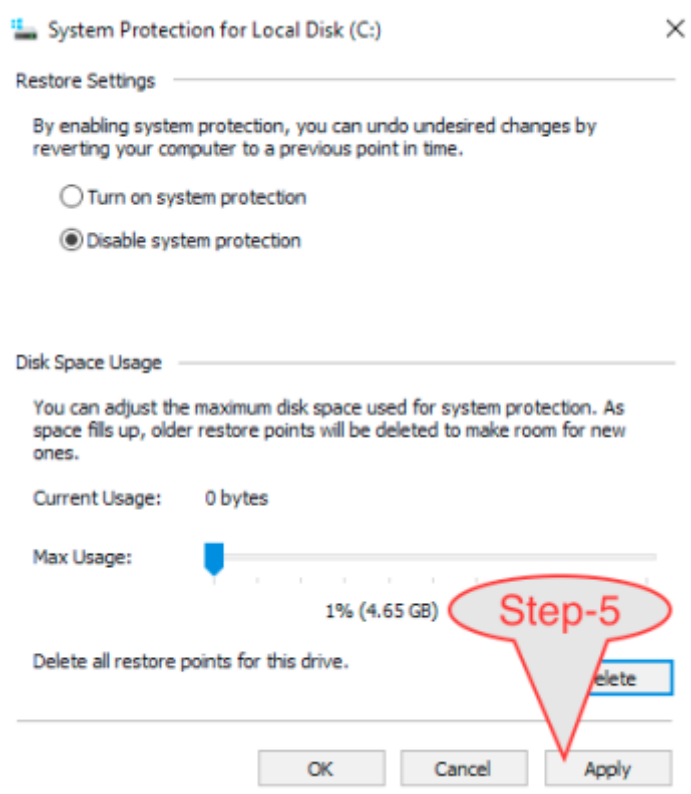 System Protection for Local Disk (C:)
Restore Settings
By enabling system protection, you can undo undesired changes by
reverting your computer to a previous point in time.
Turn on system protection
Disable system protection
Disk Space Usage
You can adjust the maximum disk space used for system protection. As
space fills up, older restore points will be deleted to make room for new
ones.
Current Usage: 0 bytes
Max Usage:
1% (4.65 GB)
Step-5
Delete all restore points for this drive.
elete
OK Cancel Apply